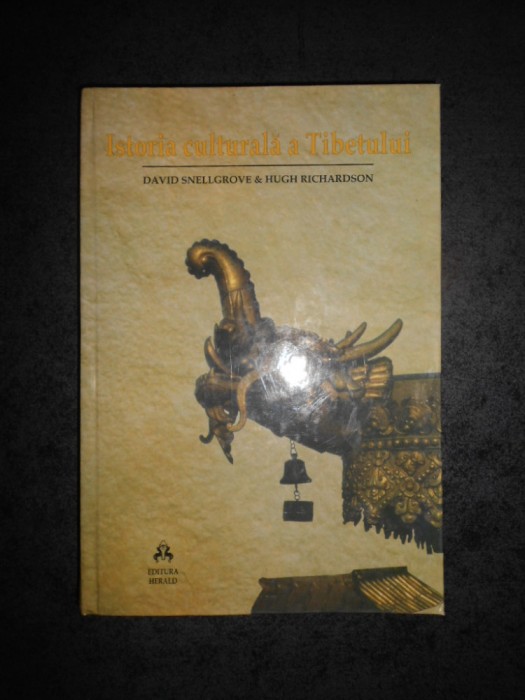 Istoria culturală a Tibetului
DAVID SNELLGROVE & HUGH RICHARDSON
EDITURA
HERALD